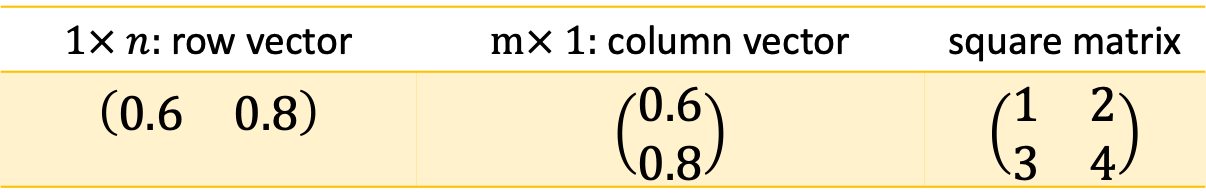 1× n: row vector m× 1: column vector square matrix
(0.6 0.8) (0.6 (1 2
0.8) 3 4)